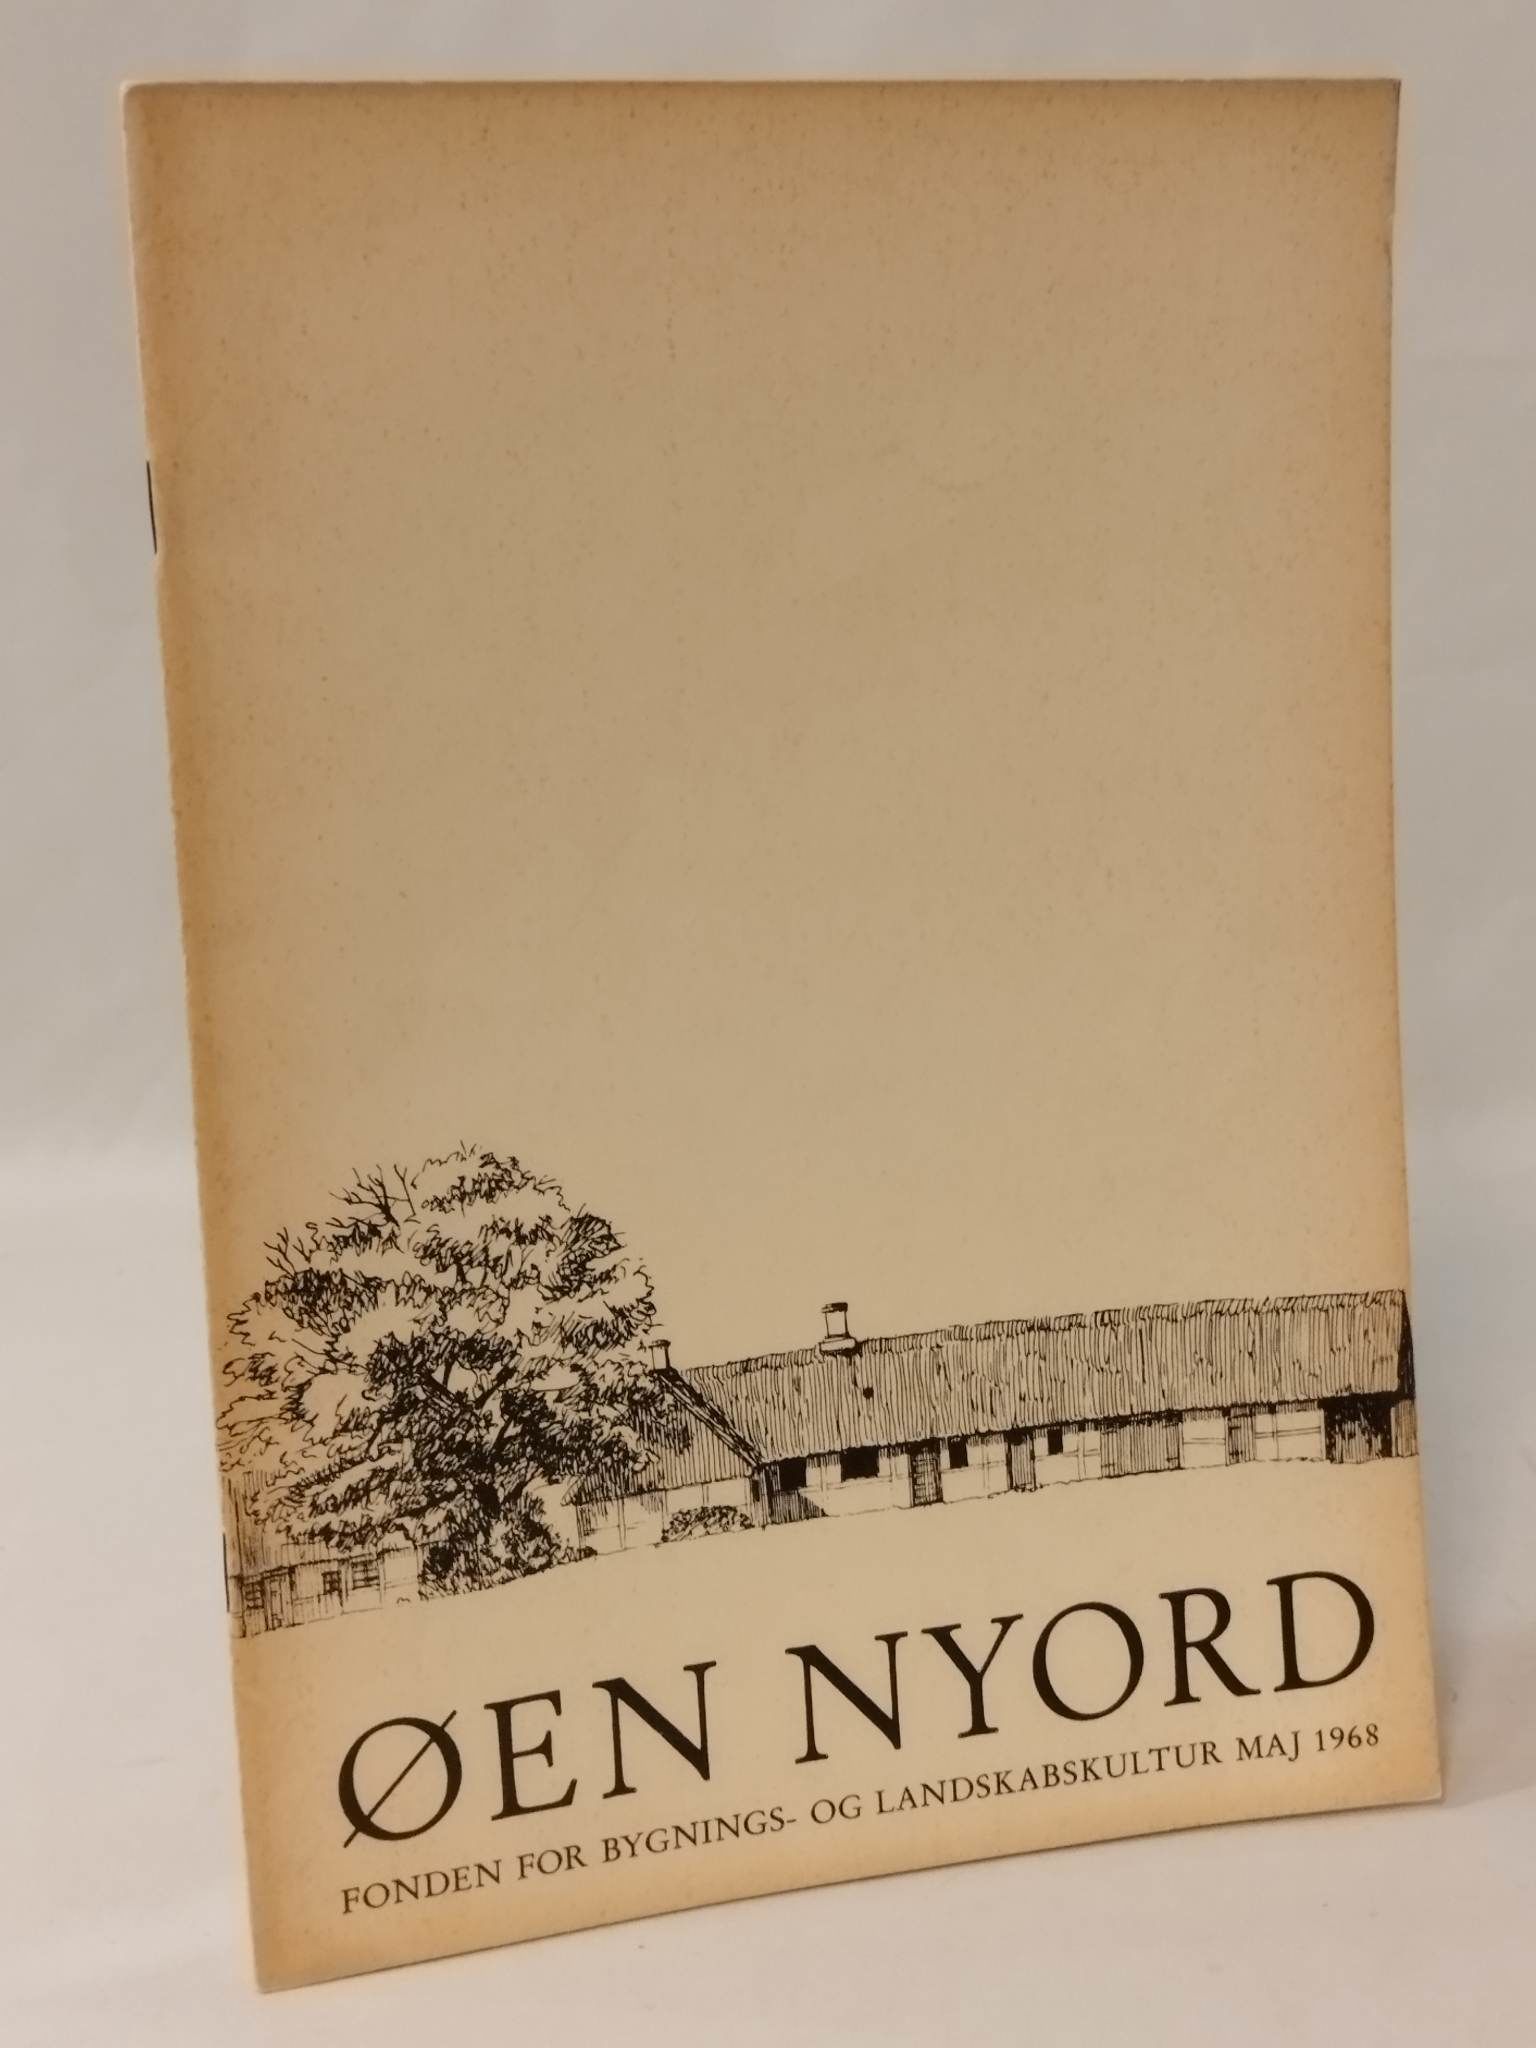 ØEN NYORD
FONDEN FOR BYGNINGS- OG LANDSKABSKULTUR MAJ 1968